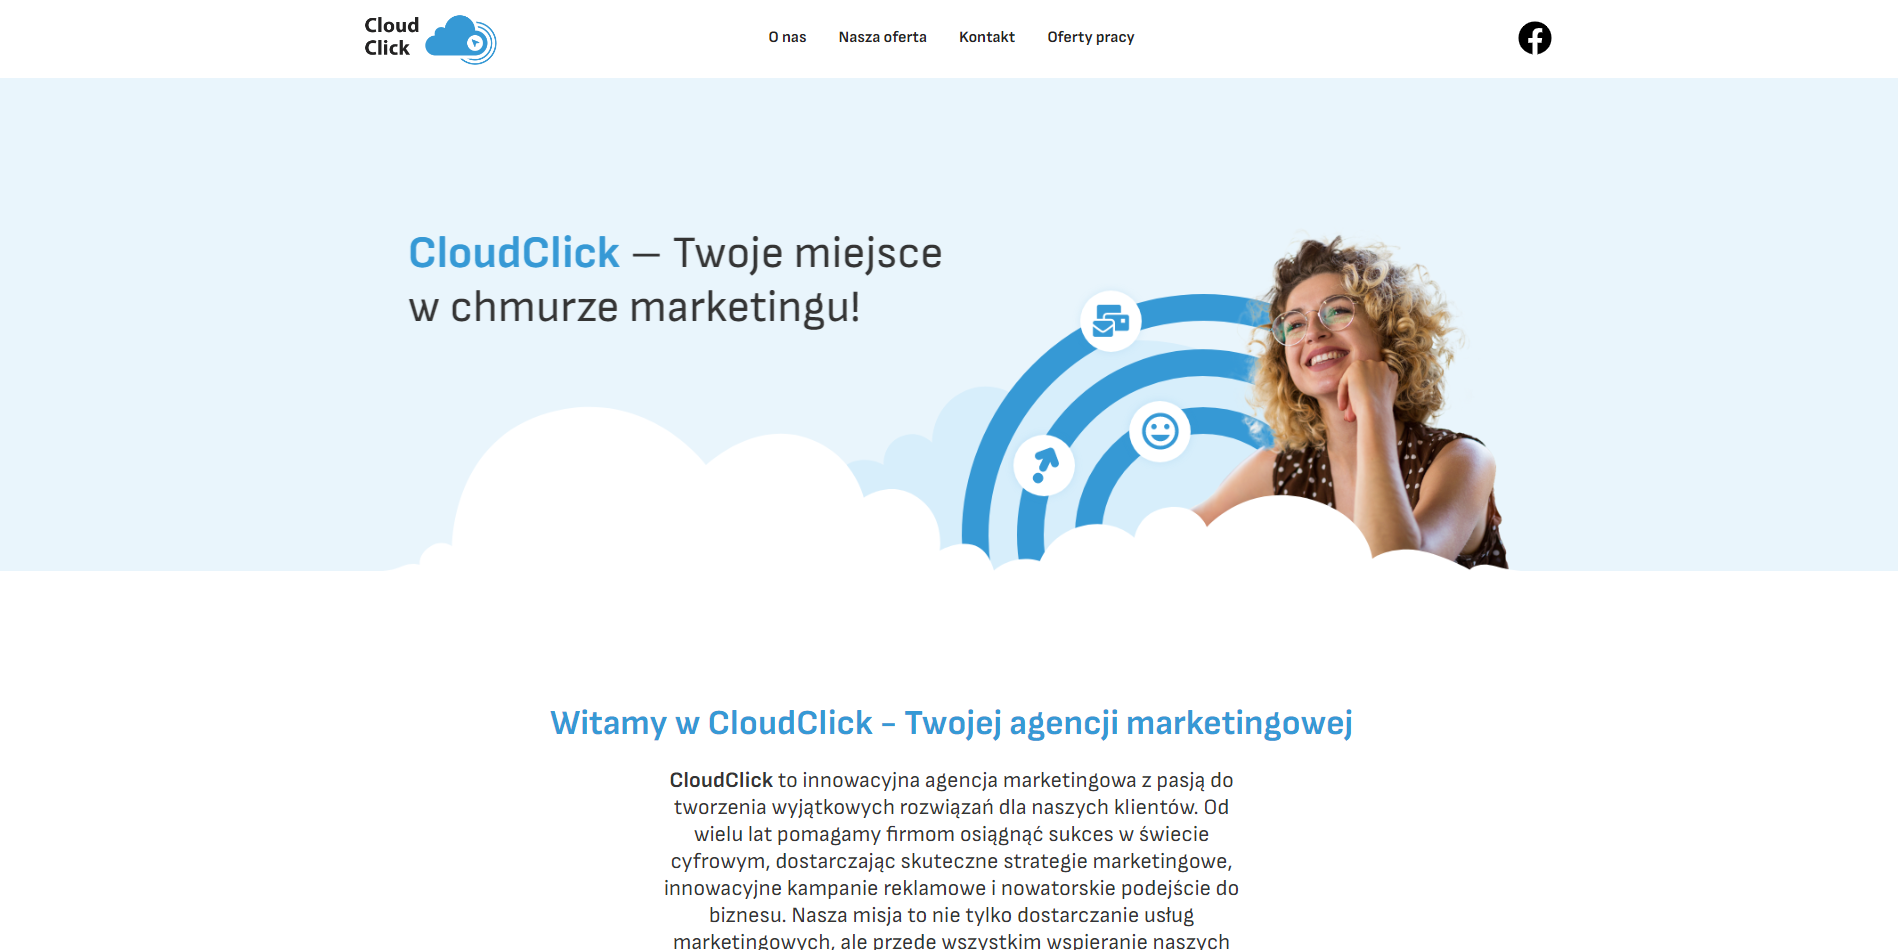 Cloud
Click
O nas
Nasza oferta
Kontakt
Oferty pracy
CloudClick – Twoje miejsce
w chmurze marketingu!
Witamy w CloudClick - Twojej agencji marketingowej
CloudClick to innowacyjna agencja marketingowa z pasją do
tworzenia wyjątkowych rozwiązań dla naszych klientów. Od
wielu lat pomagamy firmom osiągnąć sukces w świecie
cyfrowym, dostarczając skuteczne strategie marketingowe,
innowacyjne kampanie reklamowe i nowatorskie podejście do
biznesu. Nasza misja to nie tylko dostarczanie usług
marketingowych, ale przede wszystkim wspieranie naszych